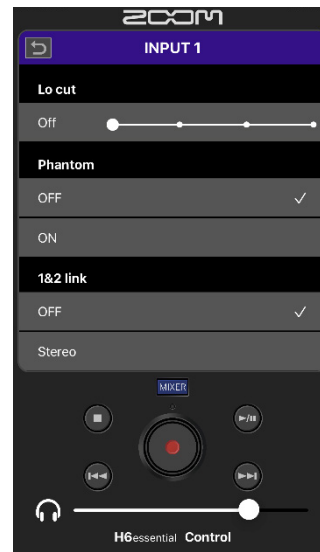 ZOOM
INPUT 1
Lo cut
Off
Phantom
OFF
ON
1&2 link
OFF
Stereo
MIXER
H6essential Control